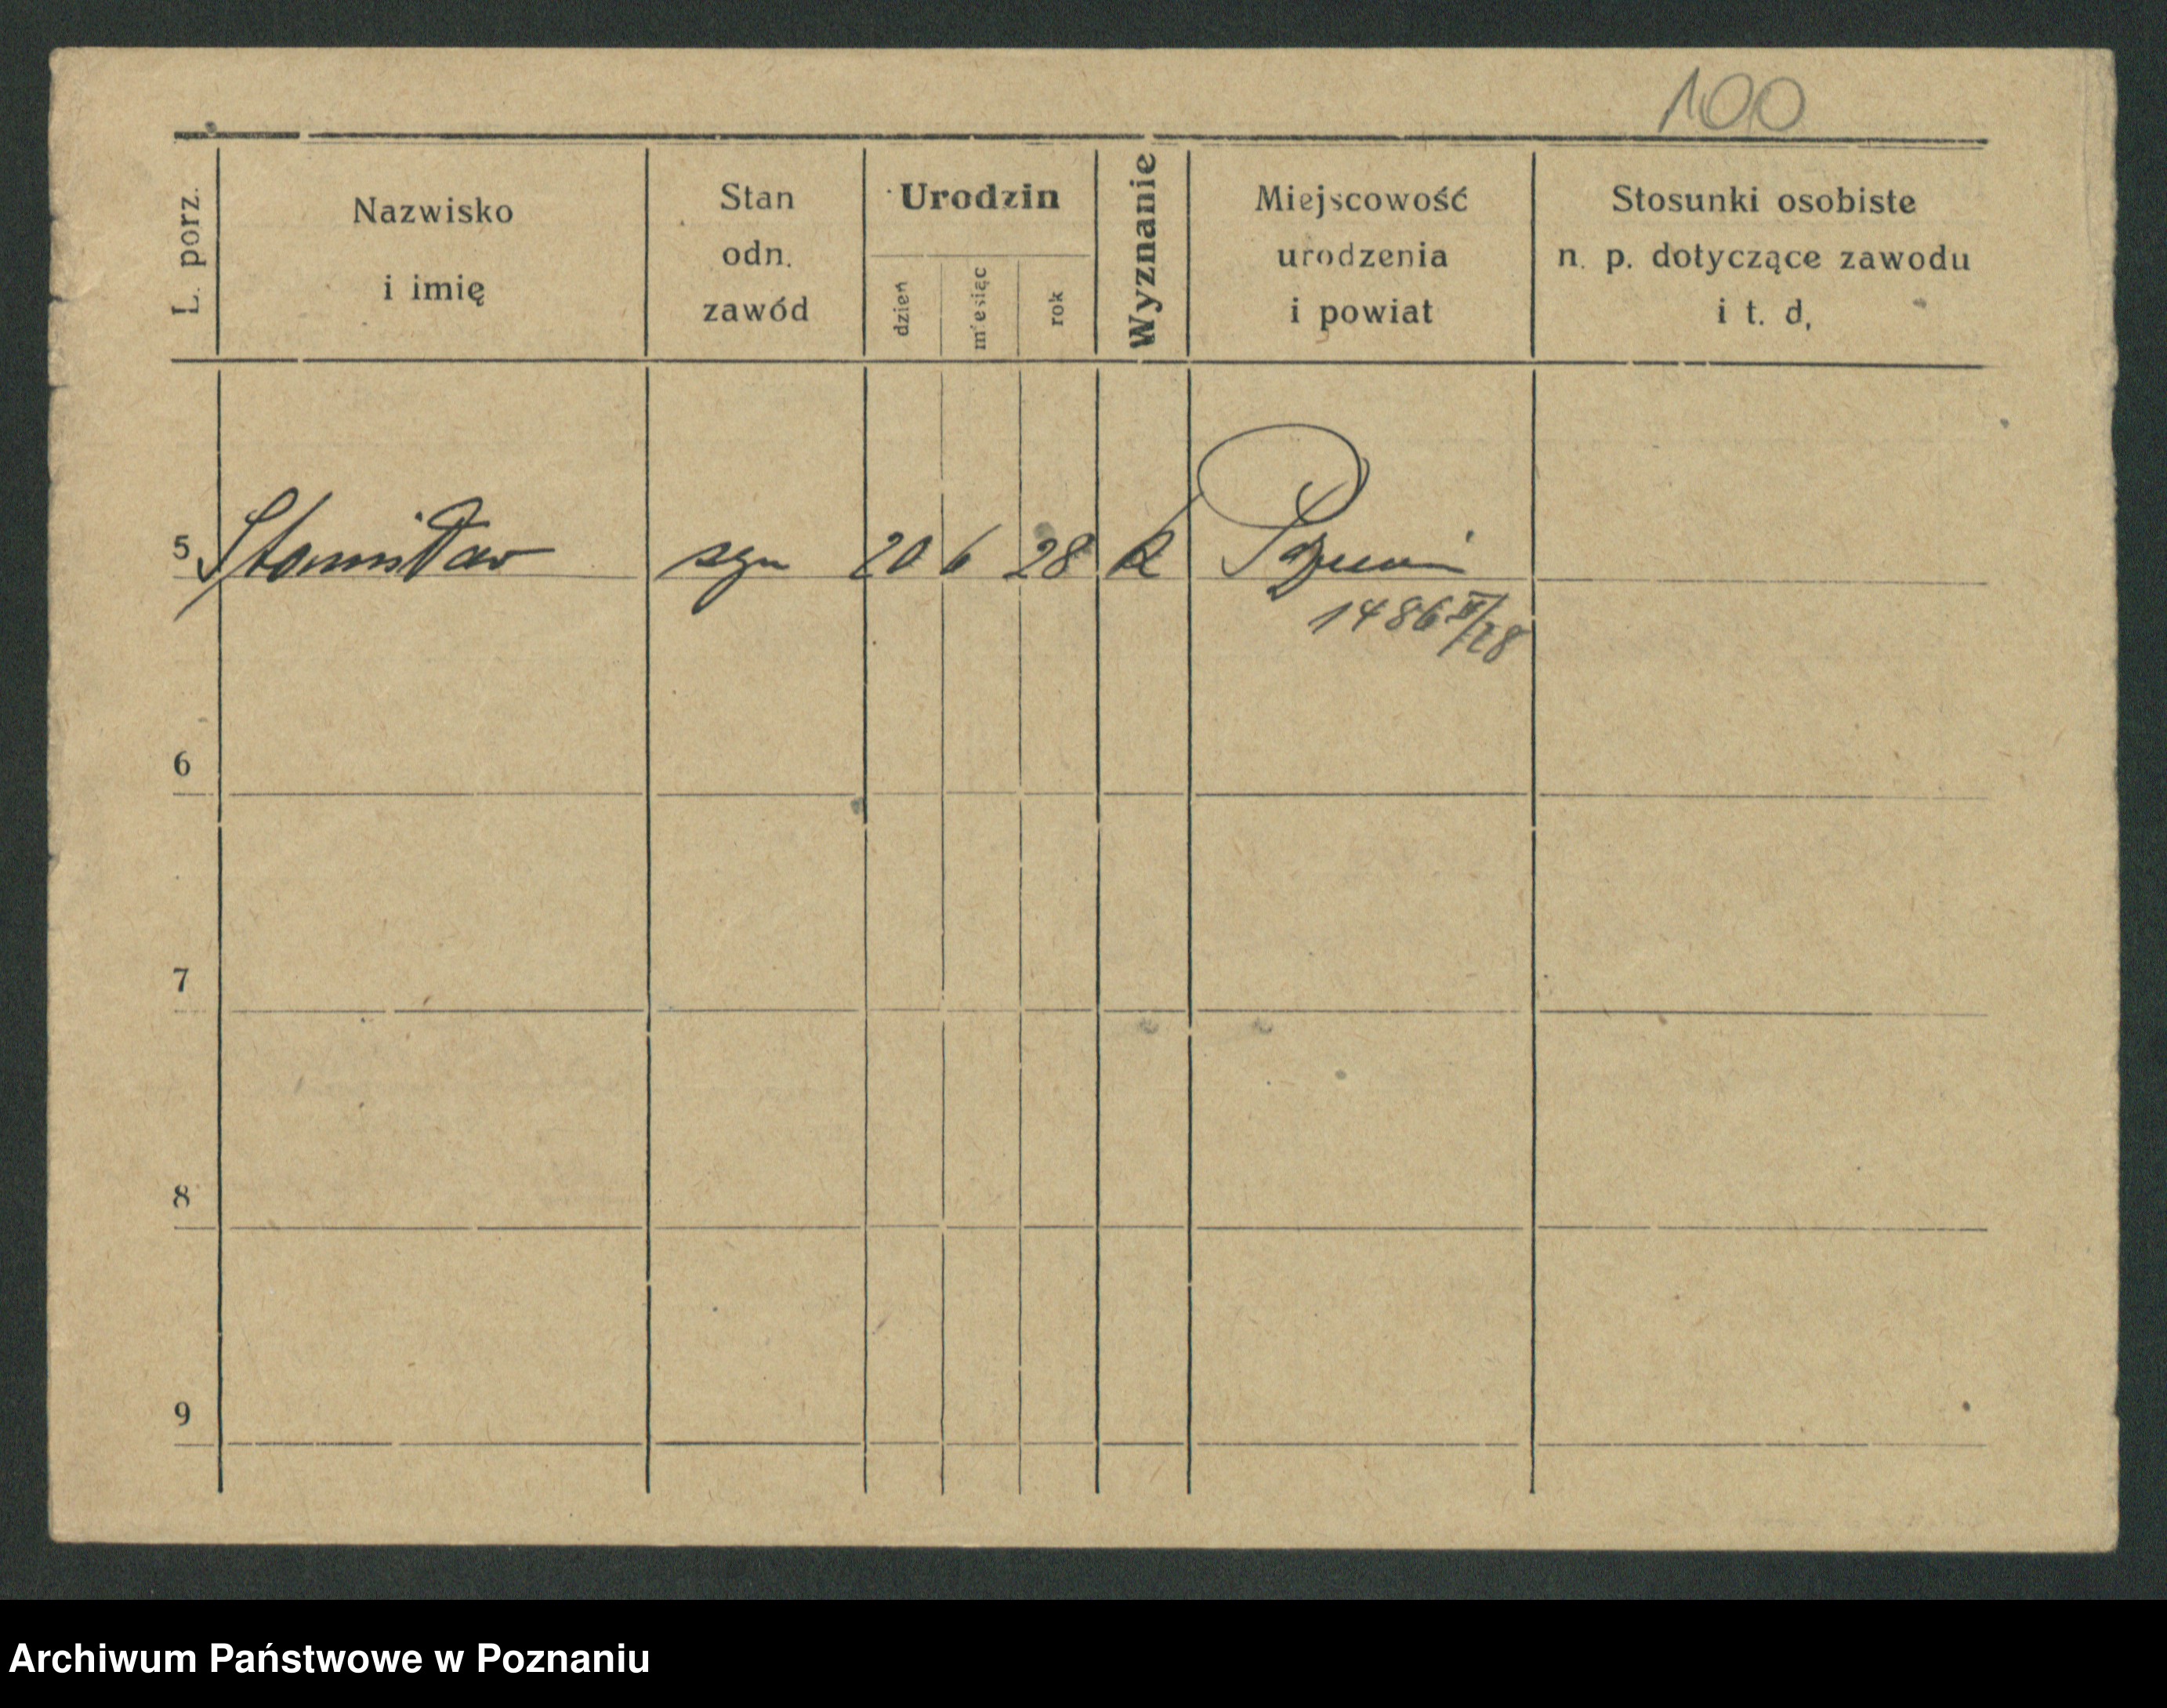 100
L. porz.
Nazwisko
i imię
Stan
odn.
zawód
Urodzin
dzień
miesiąc
rok
Wyznanie
Miejscowość
urodzenia
i powiat
Stosunki osobiste
n. p. dotyczące zawodu
i t. d.
5 Stanisław syn 20 6 28 k
1486 II/28
6
7
8
9
Archiwum Państwowe w Poznaniu